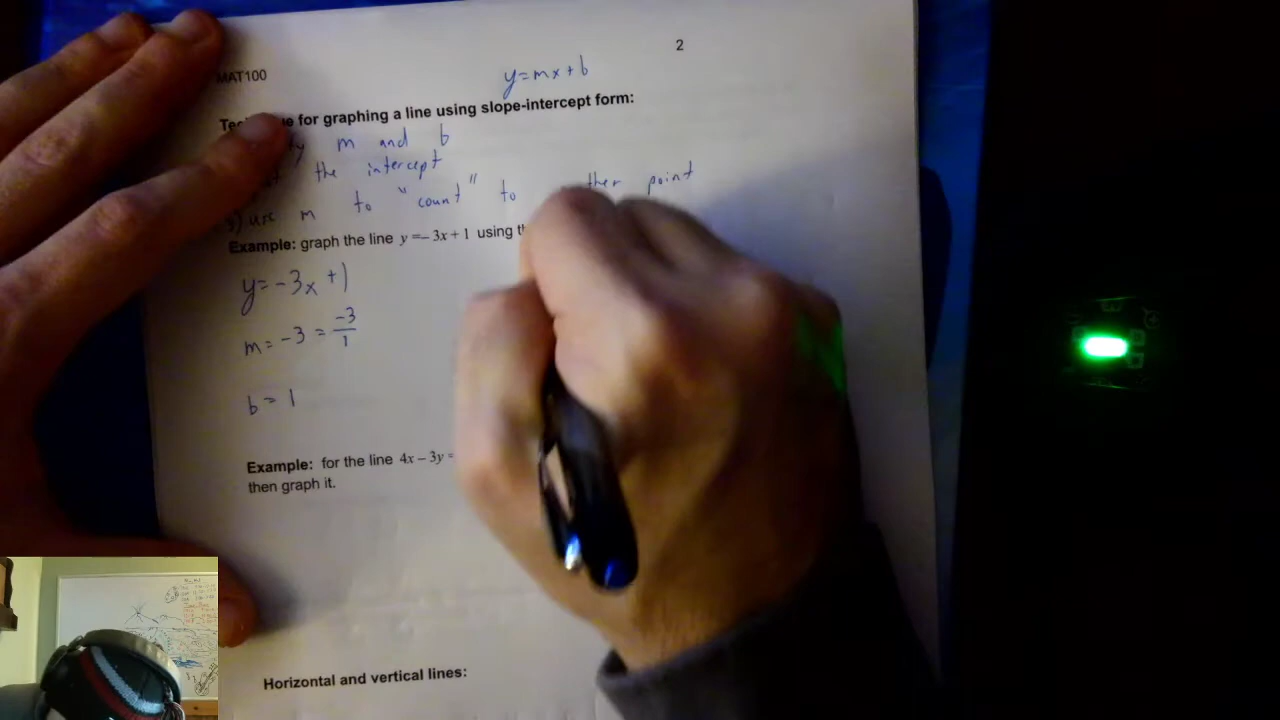 2
MAT100
y=mx+b
for graphing a line using slope-intercept form:
m and b
the intercept
3) use m to "count" to point
Example: graph the line y=-3x+1 using
y=-3x+1
m=-3=-3/1
b=1
Example: for the line 4x-3y=
then graph it.
Horizontal and vertical lines: